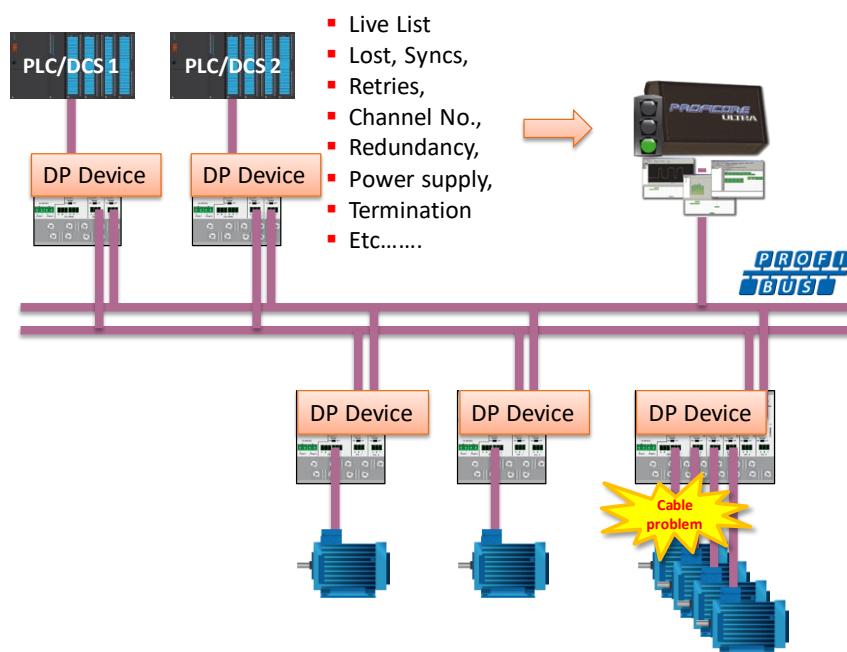 PLC/DCS 1
PLC/DCS 2
Live List
Lost, Syncs,
Retries,
Channel No.,
Redundancy,
Power supply,
Termination
Etc…….
PROFICORE
ULTRA
DP Device
DP Device
PROFI
BUS
DP Device
DP Device
DP Device
Cable
problem